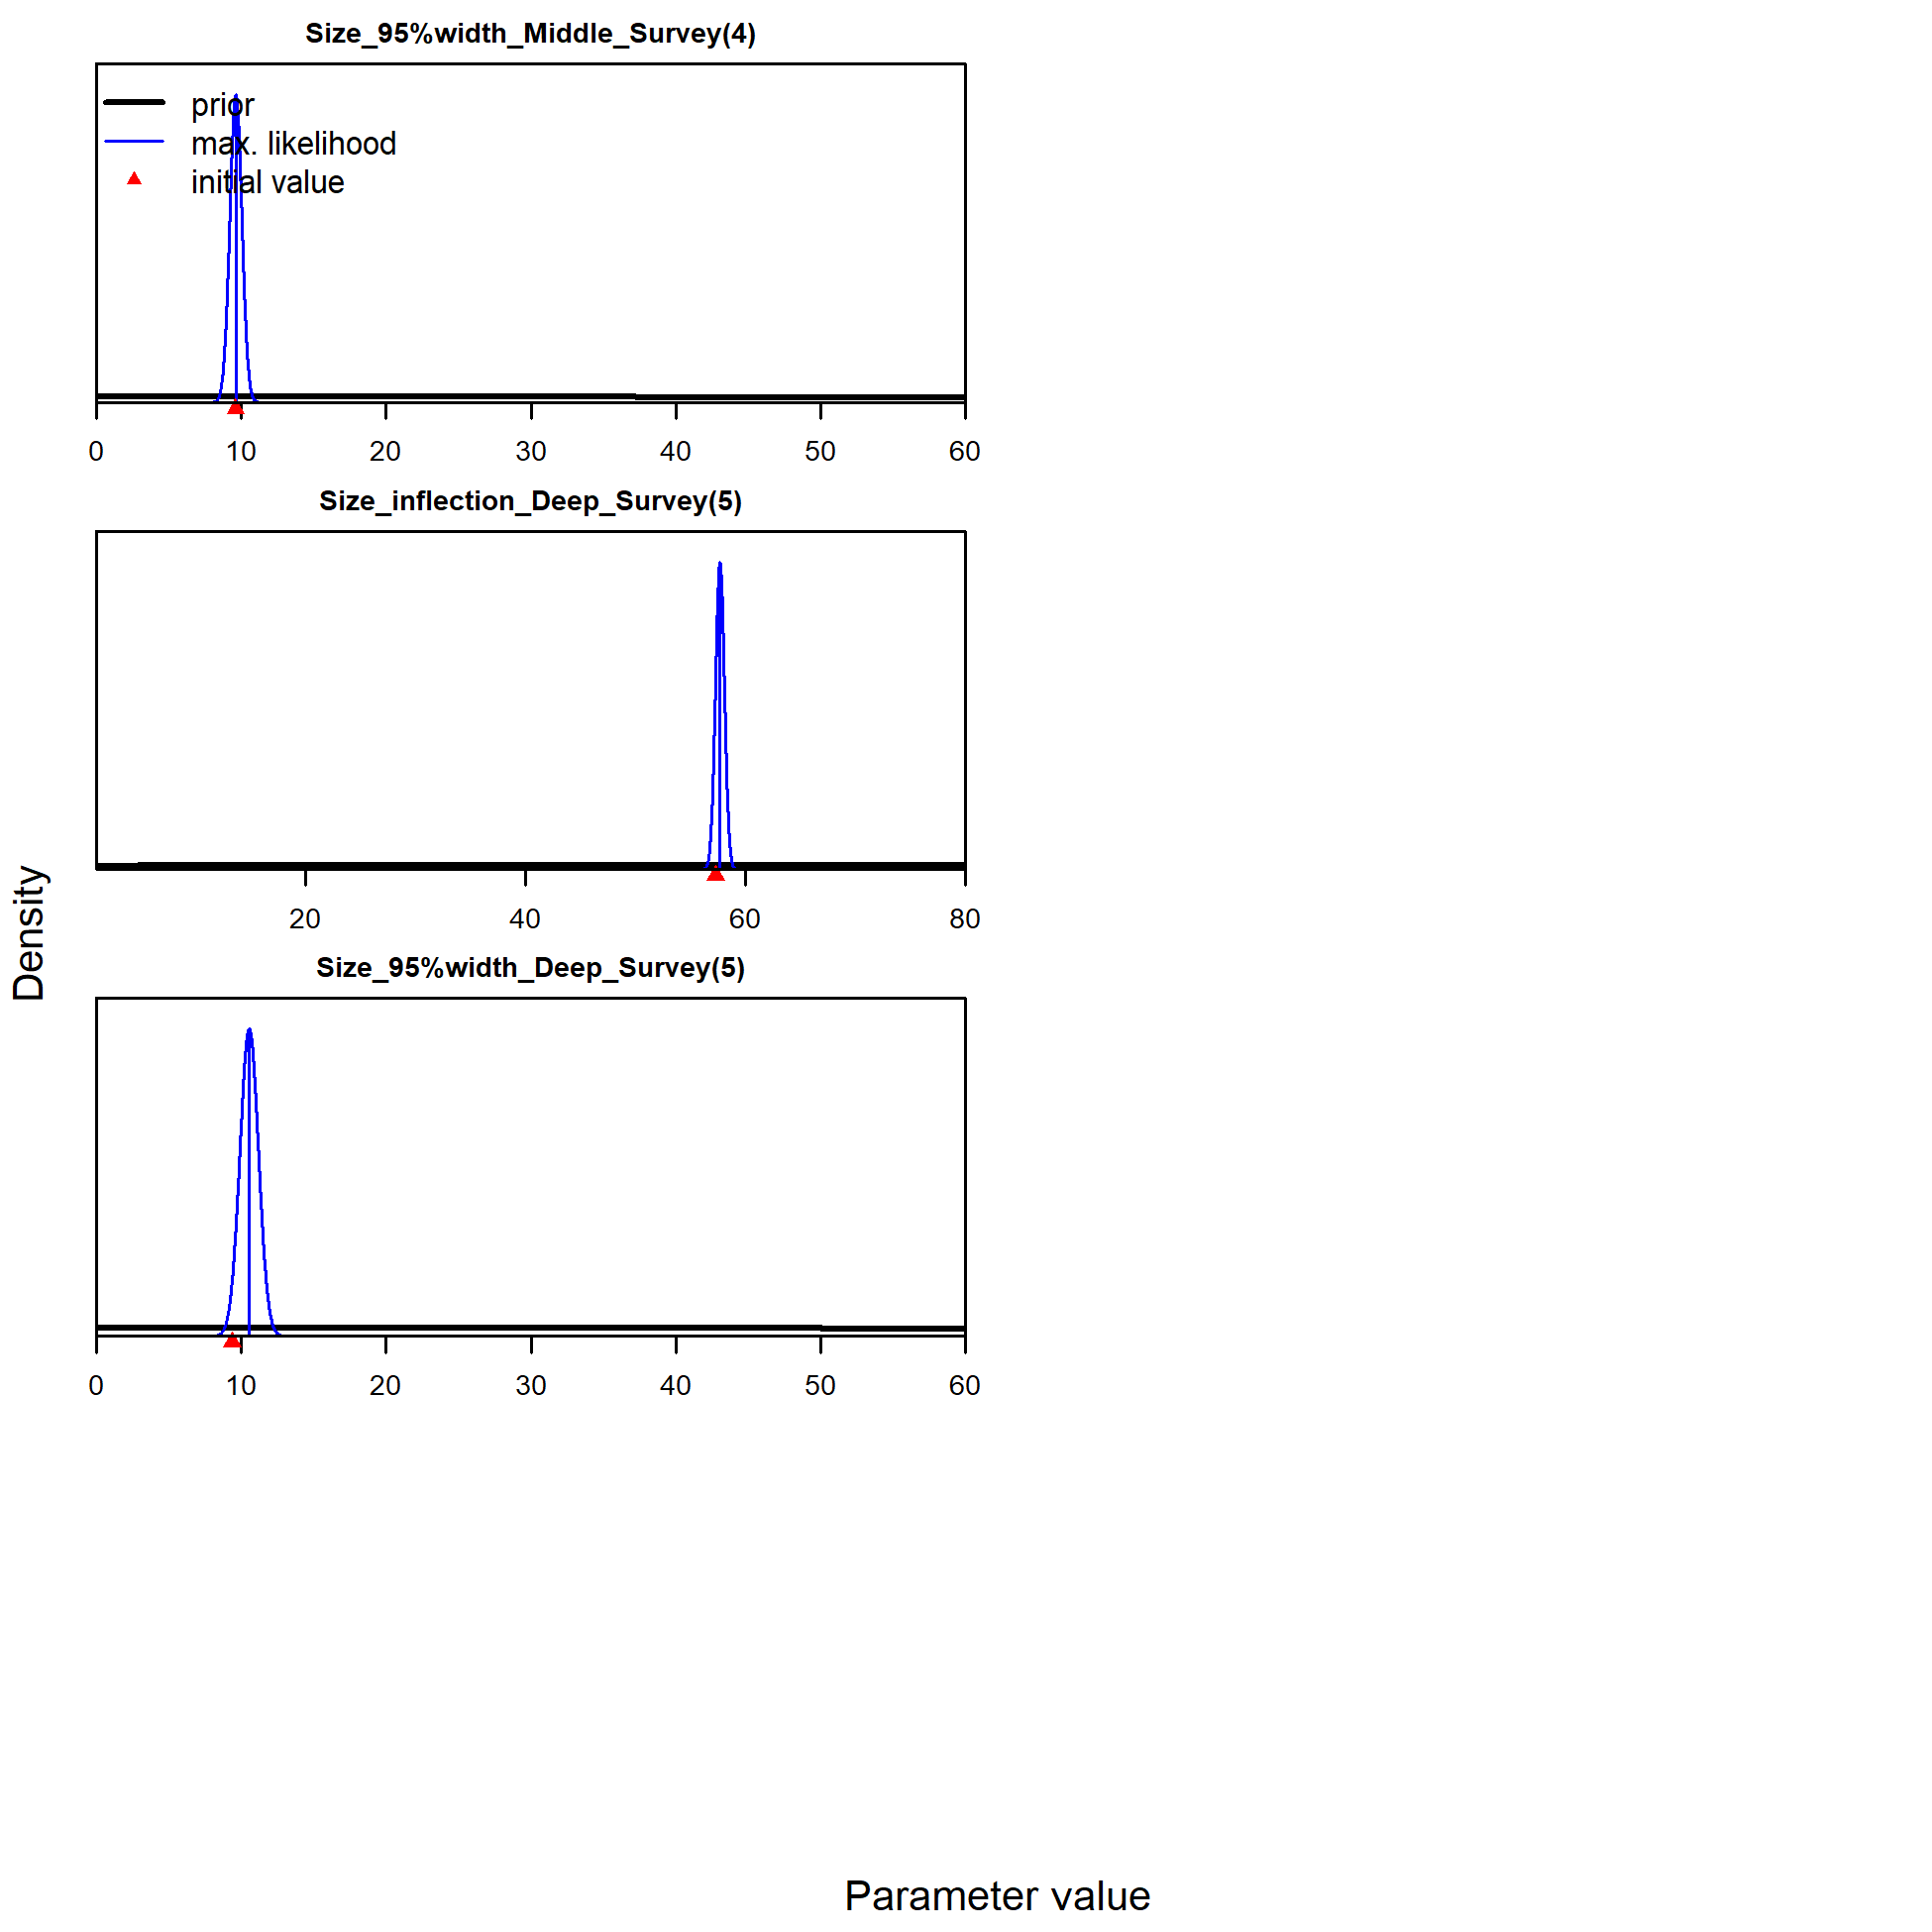 Size_95%width_Middle_Survey(4)
prior
max. likelihood
initial value
0 10 20 30 40 50 60
Size_inflection_Deep_Survey(5)
20 40 60 80
Density
Size_95%width_Deep_Survey(5)
0 10 20 30 40 50 60
Parameter value